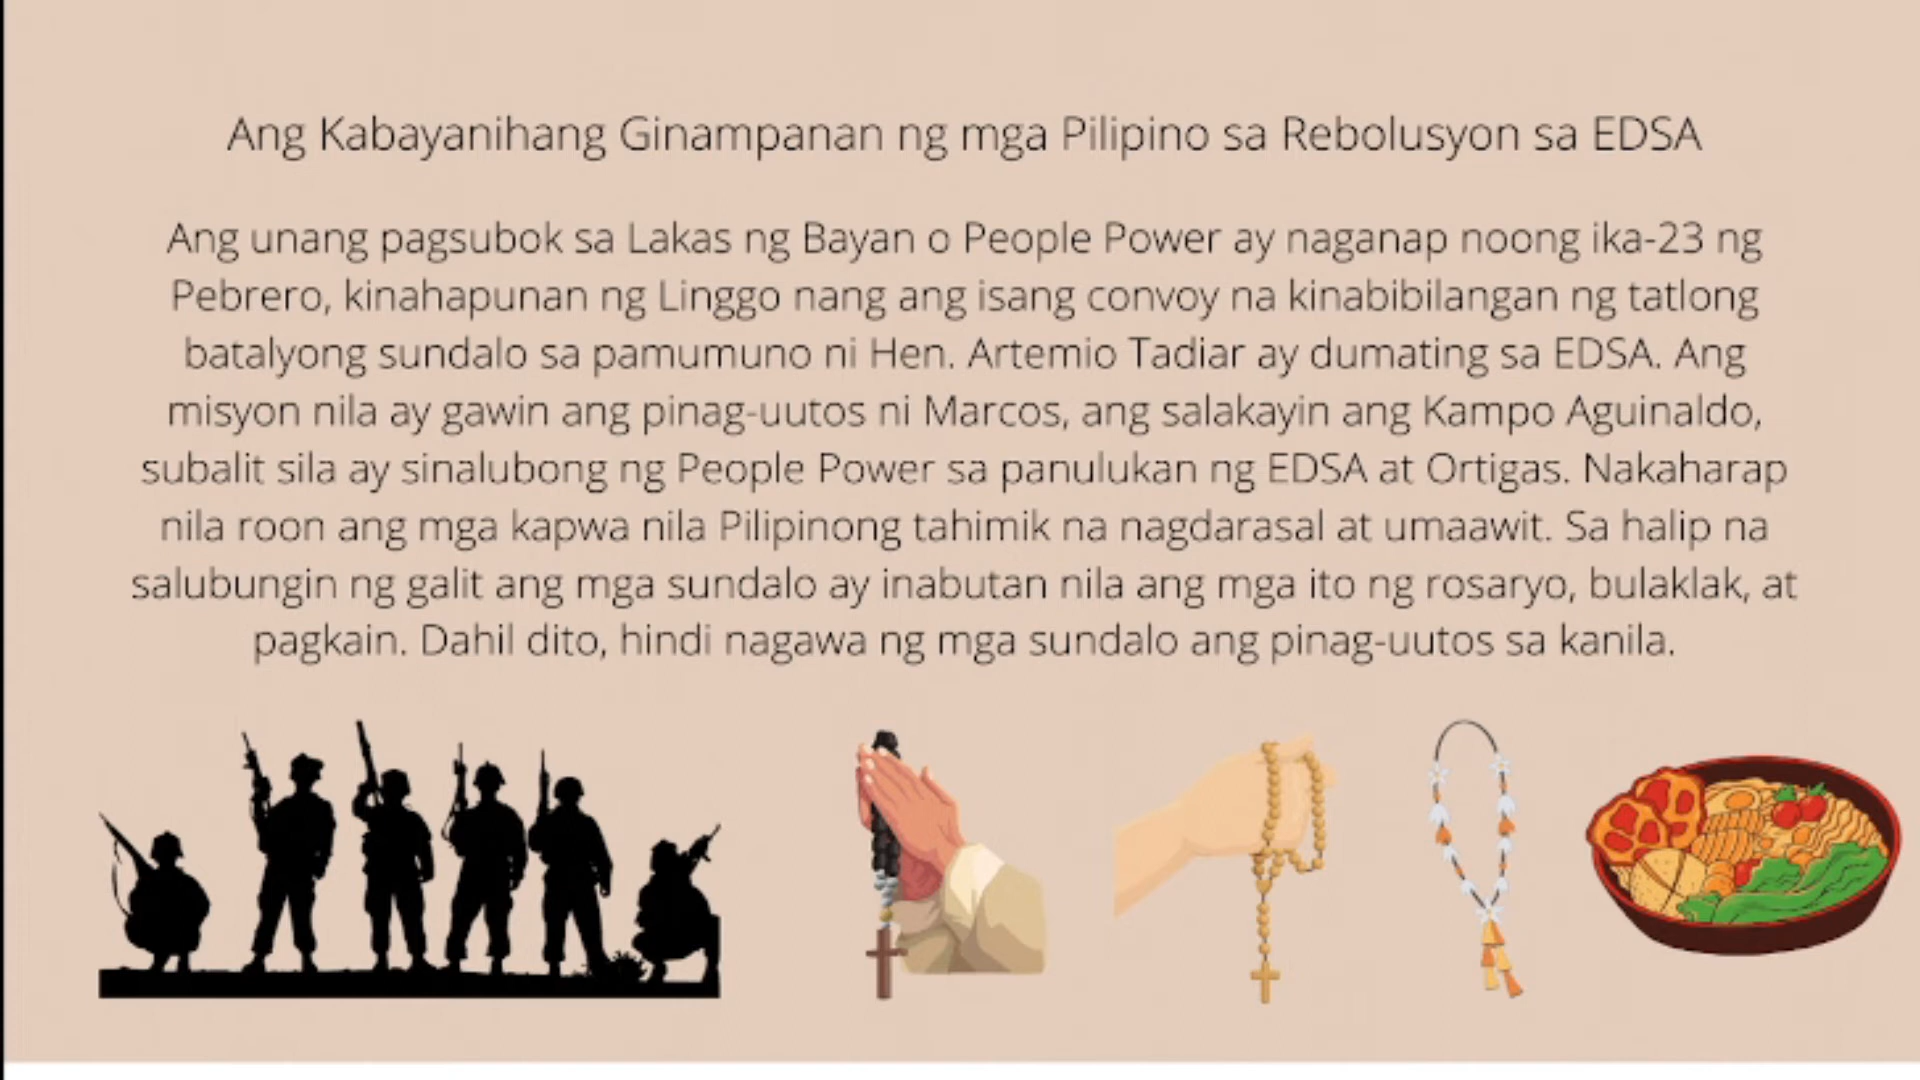 Ang Kabayanihang Ginampanan ng mga Pilipino sa Rebolusyon sa EDSA
Ang unang pagsubok sa Lakas ng Bayan o People Power ay naganap noong ika-23 ng
Pebrero, kinahapunan ng Linggo nang ang isang convoy na kinabibilangan ng tatlong
batalyong sundalo sa pamumuno ni Hen. Artemio Tadiar ay dumating sa EDSA. Ang
misyon nila ay gawin ang pinag-uutos ni Marcos, ang salakayin ang Kampo Aguinaldo,
subalit sila ay sinalubong ng People Power sa panulukan ng EDSA at Ortigas. Nakaharap
nila roon ang mga kapwa nila Pilipinong tahimik na nagdarasal at umaawit. Sa halip na
salubungin ng galit ang mga sundalo ay inabutan nila ang mga ito ng rosaryo, bulaklak, at
pagkain. Dahil dito, hindi nagawa ng mga sundalo ang pinag-uutos sa kanila.